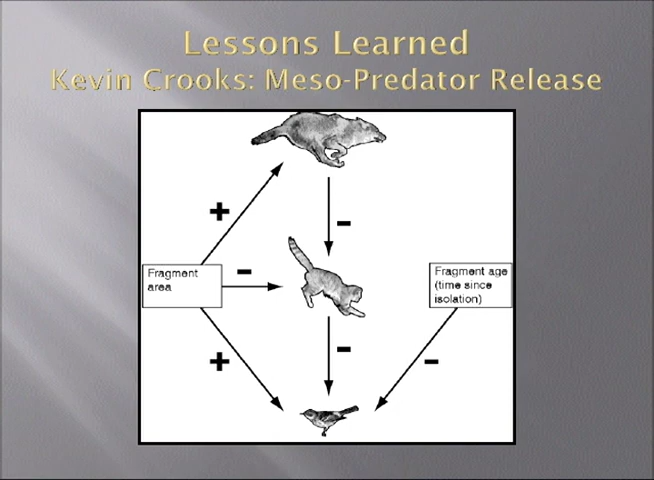 Lessons Learned
Kevin Crooks: Meso-Predator Release
+
-
Fragment
area
-
Fragment age
(time since
isolation)
+
-
-